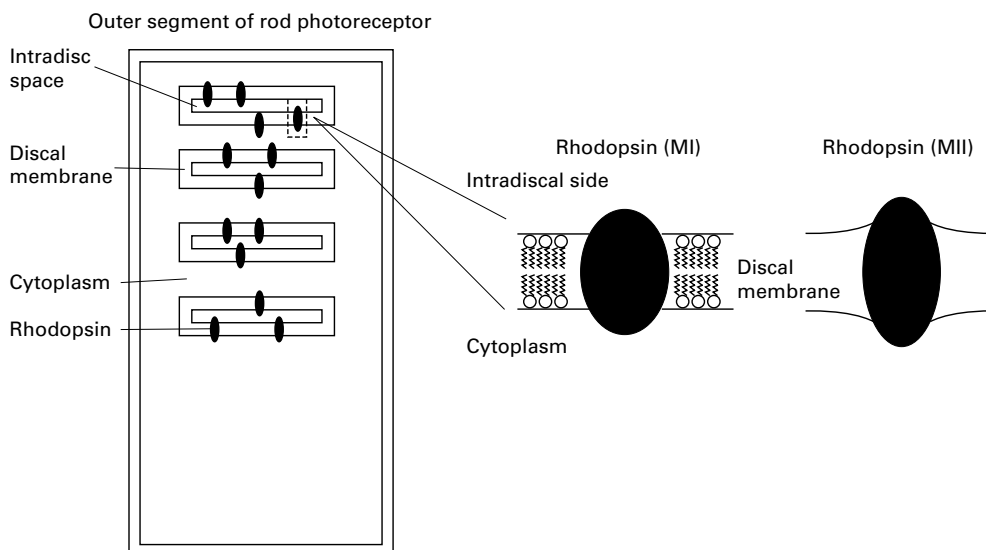 Outer segment of rod photoreceptor
Intradisc
space
Discal
membrane
Cytoplasm
Rhodopsin
Rhodopsin (MI)
Rhodopsin (MII)
Intradiscal side
Discal
membrane
Cytoplasm